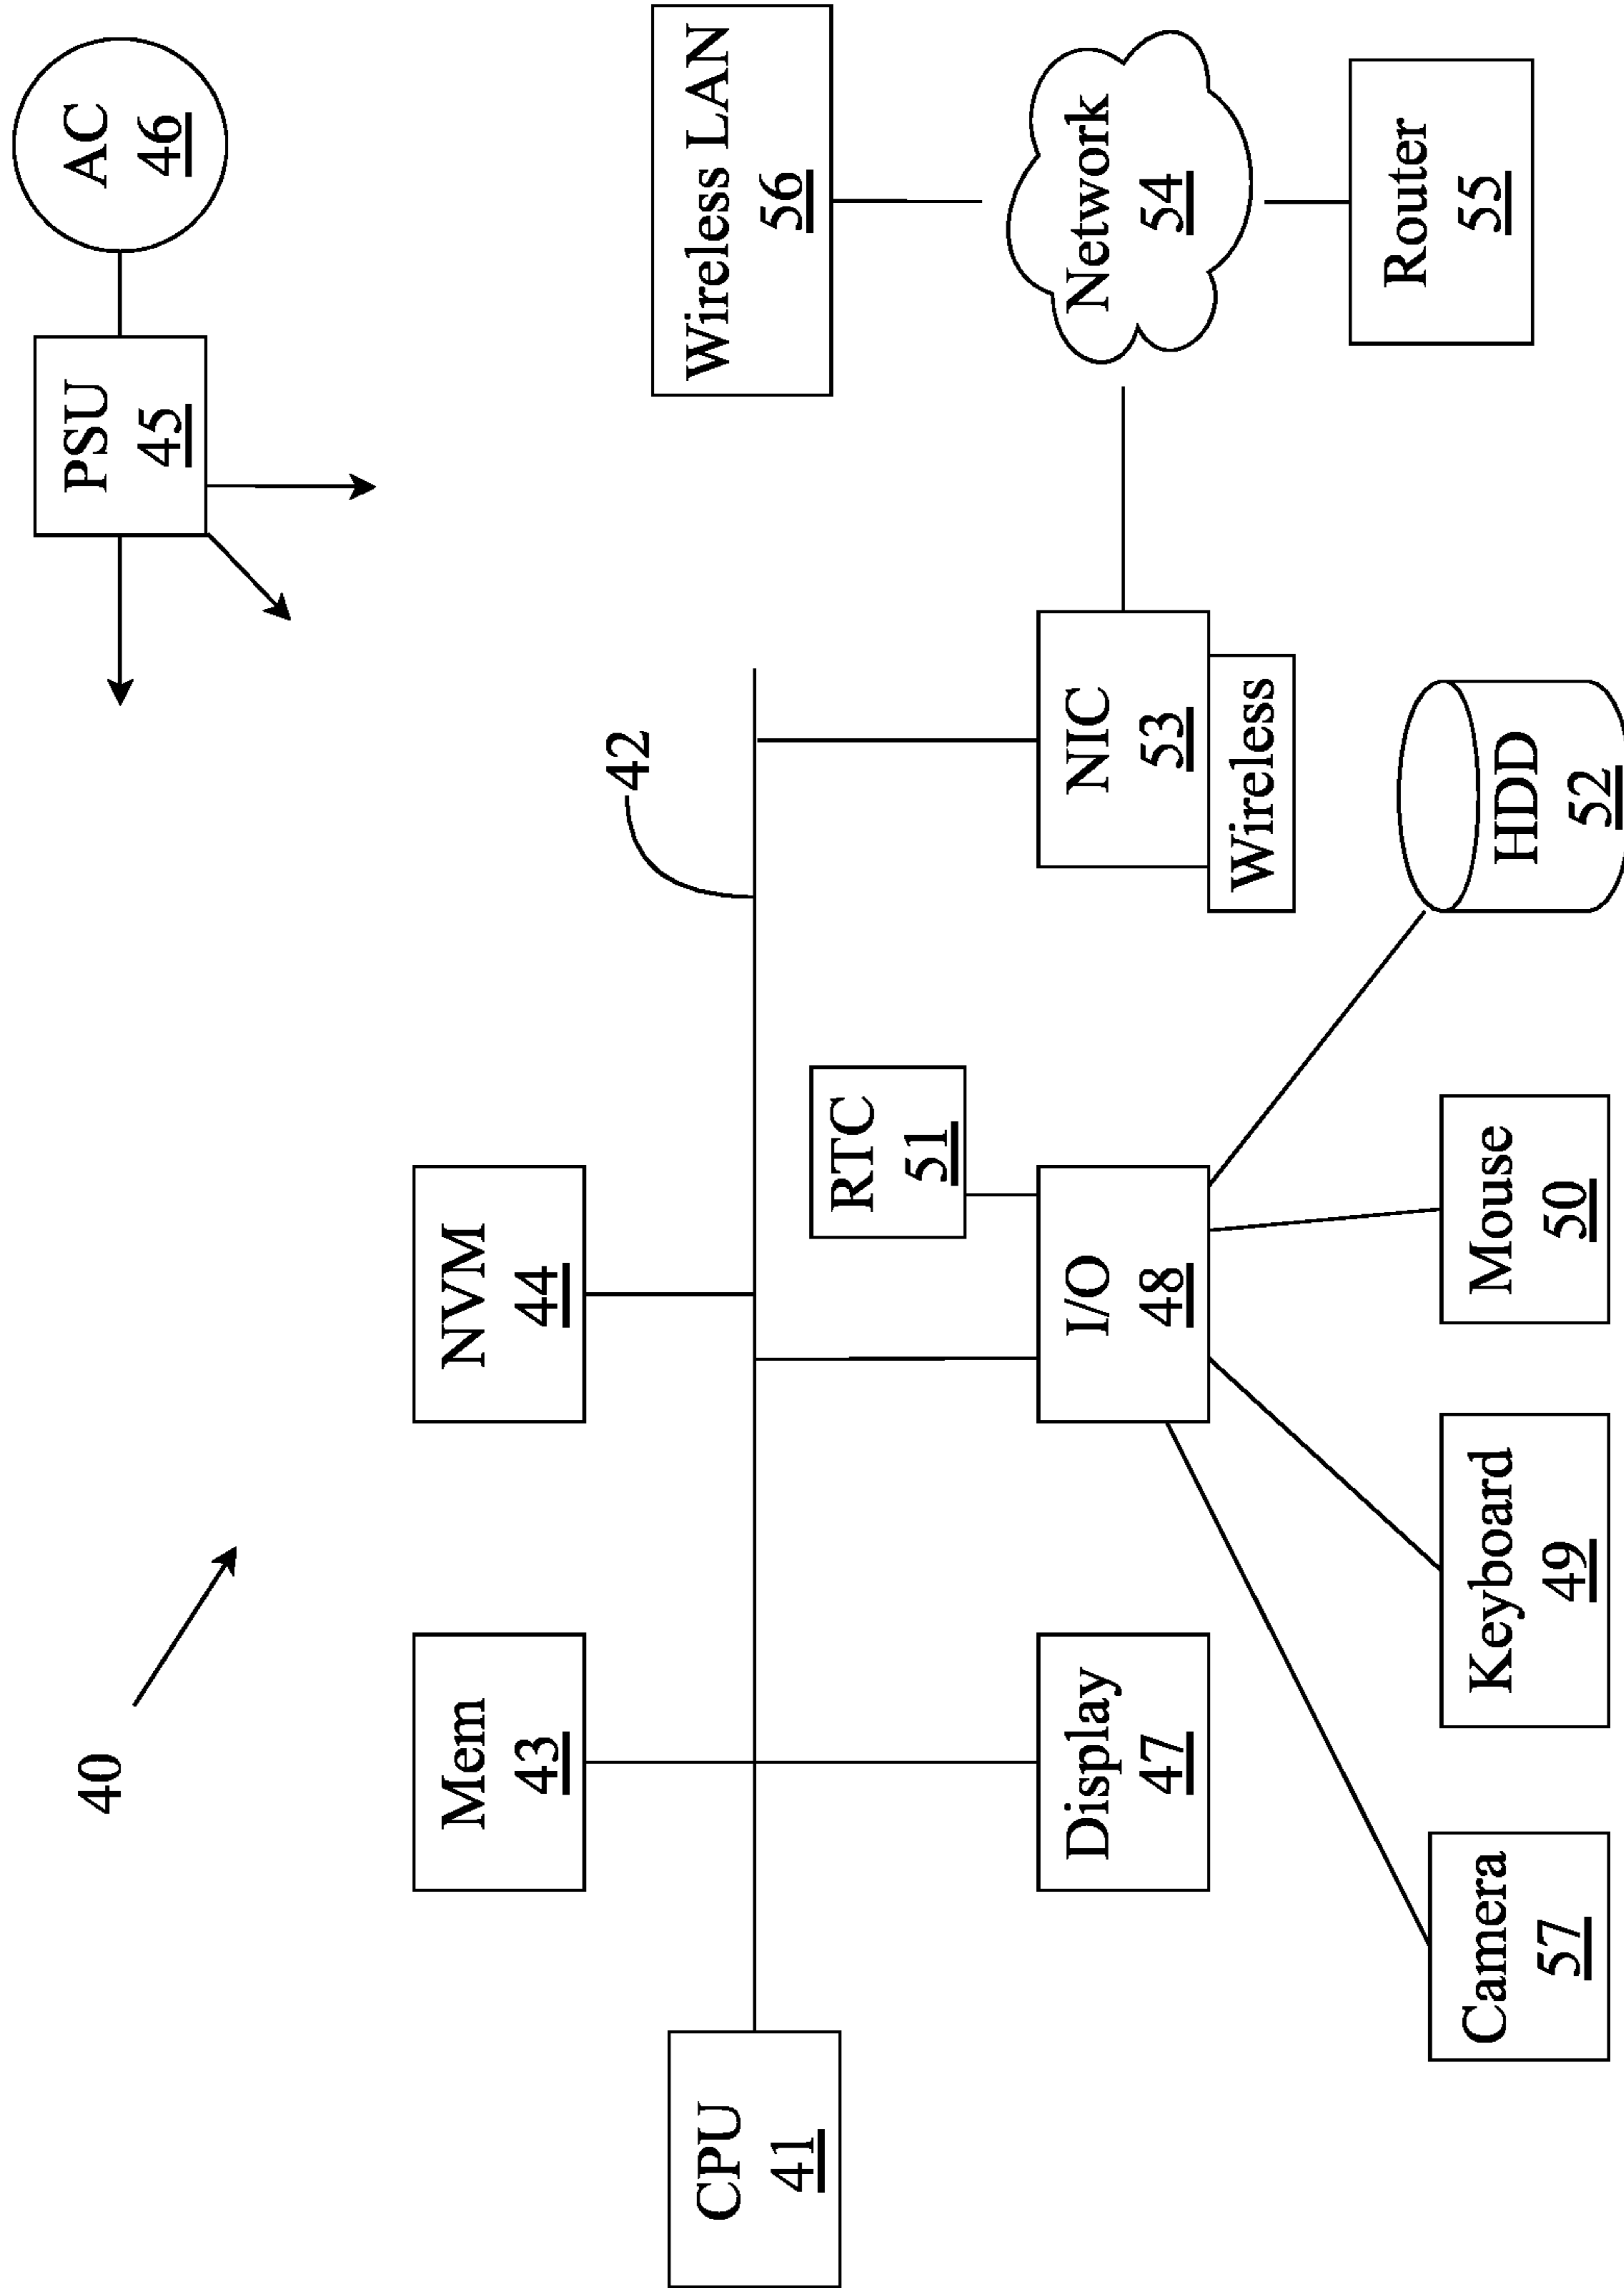 40
AC
46
PSU
45
Mem
43
NVM
44
42
CPU
41
Wireless LAN
56
RTC
51
Display
47
I/O
48
NIC
53
Wireless
Network
54
Camera
57
Keyboard
49
Mouse
50
HDD
52
Router
55